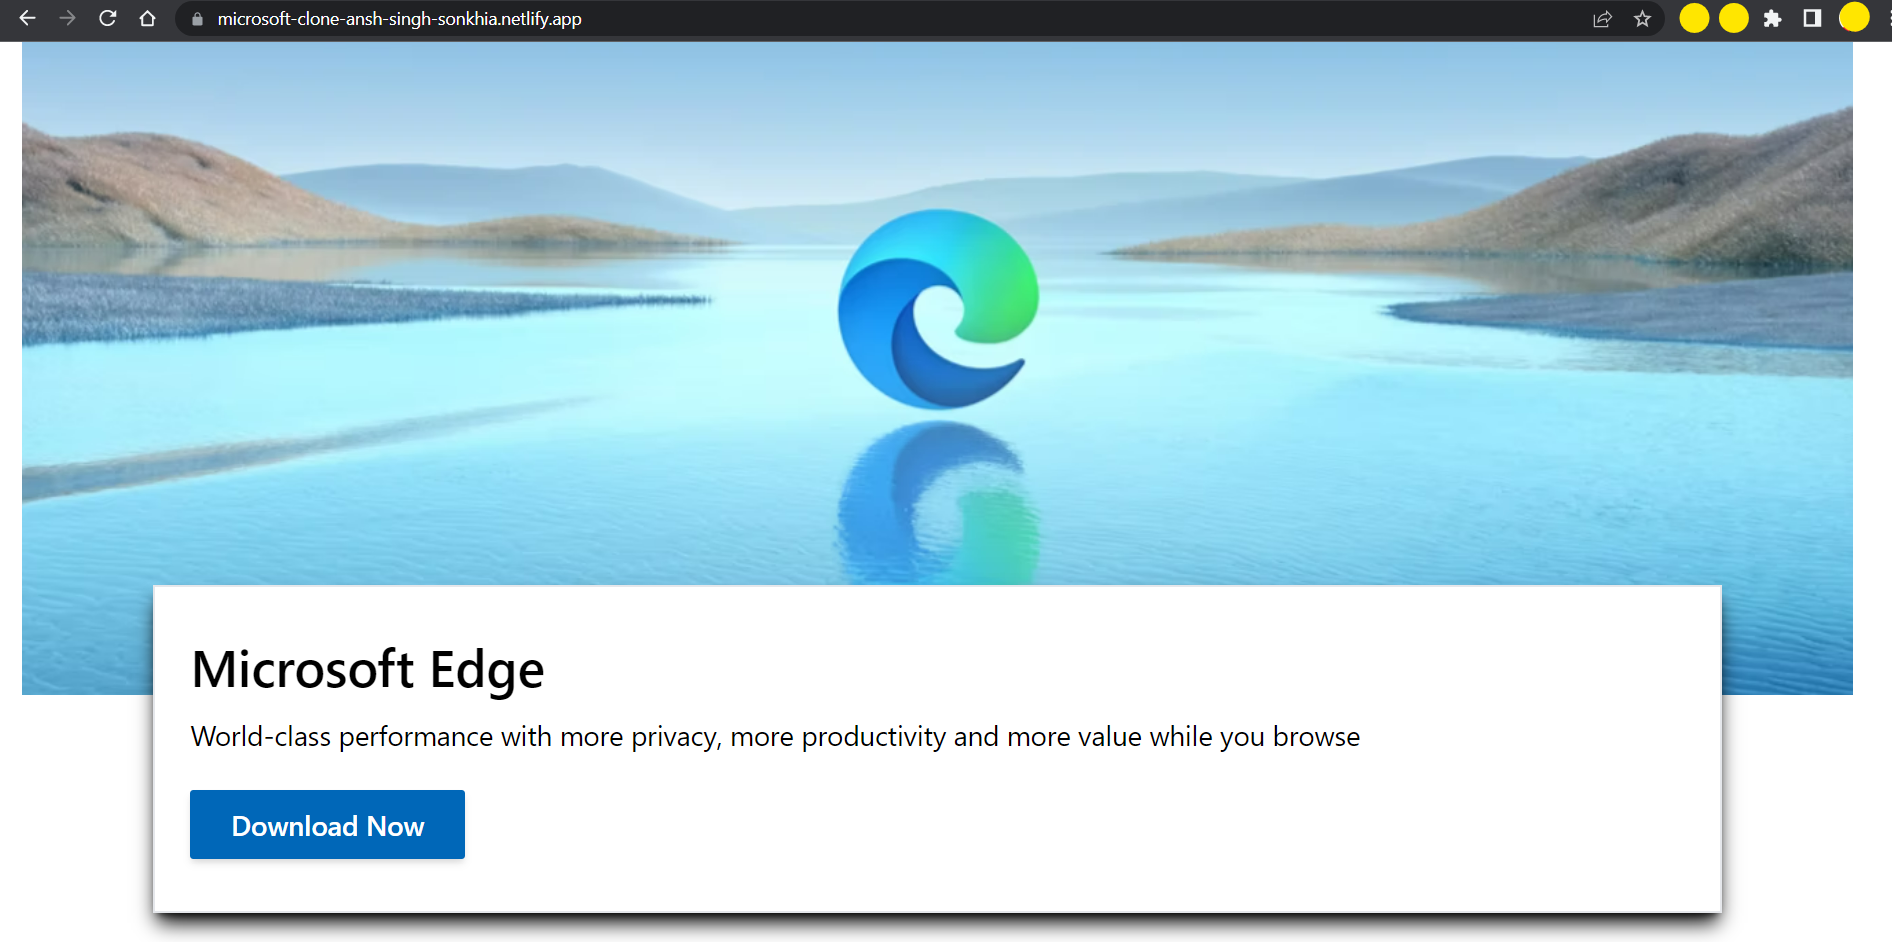 microsoft-clone-ansh-singh-sonkhia.netlify.app
Microsoft Edge
World-class performance with more privacy, more productivity and more value while you browse
Download Now